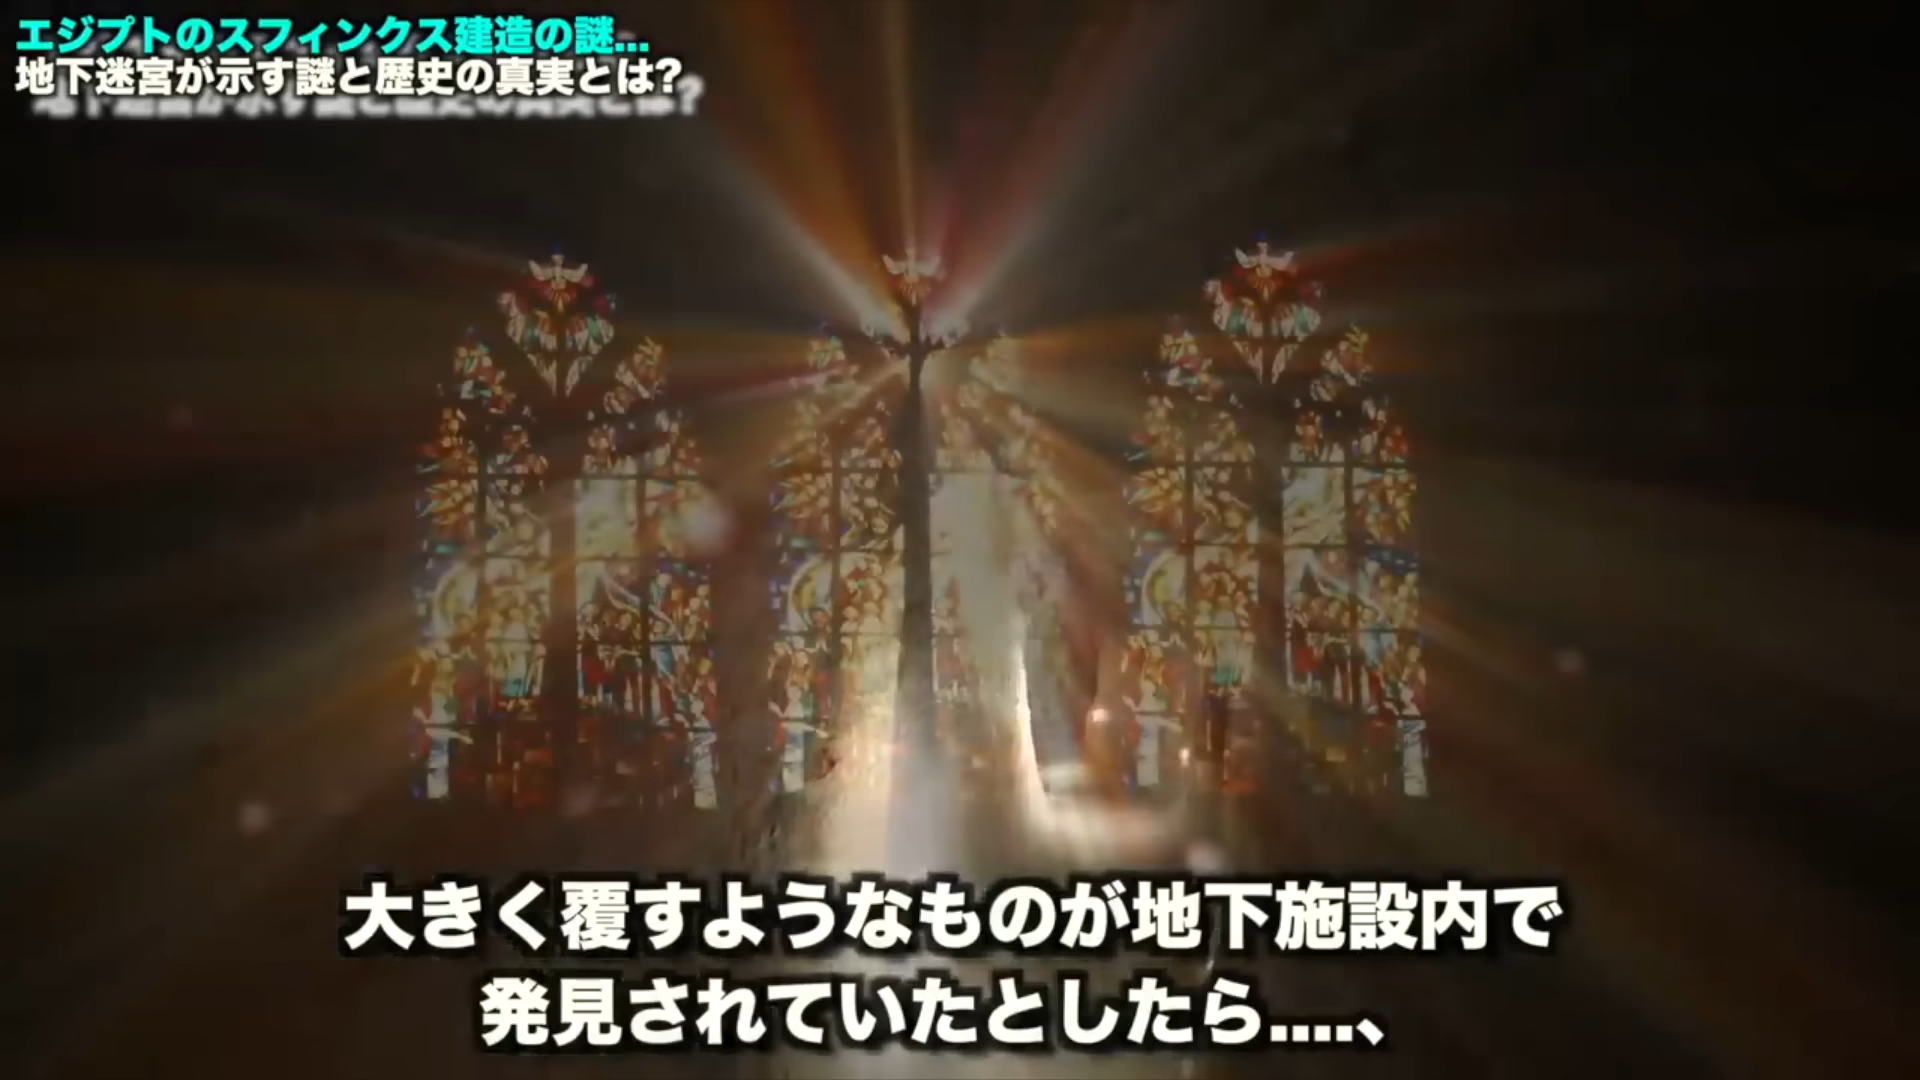 エジプトのスフィンクス建造の謎...
地下迷宮が示す謎と歴史の真実とは?
大きく覆すようなものが地下施設内で
発見されていたとしたら....、